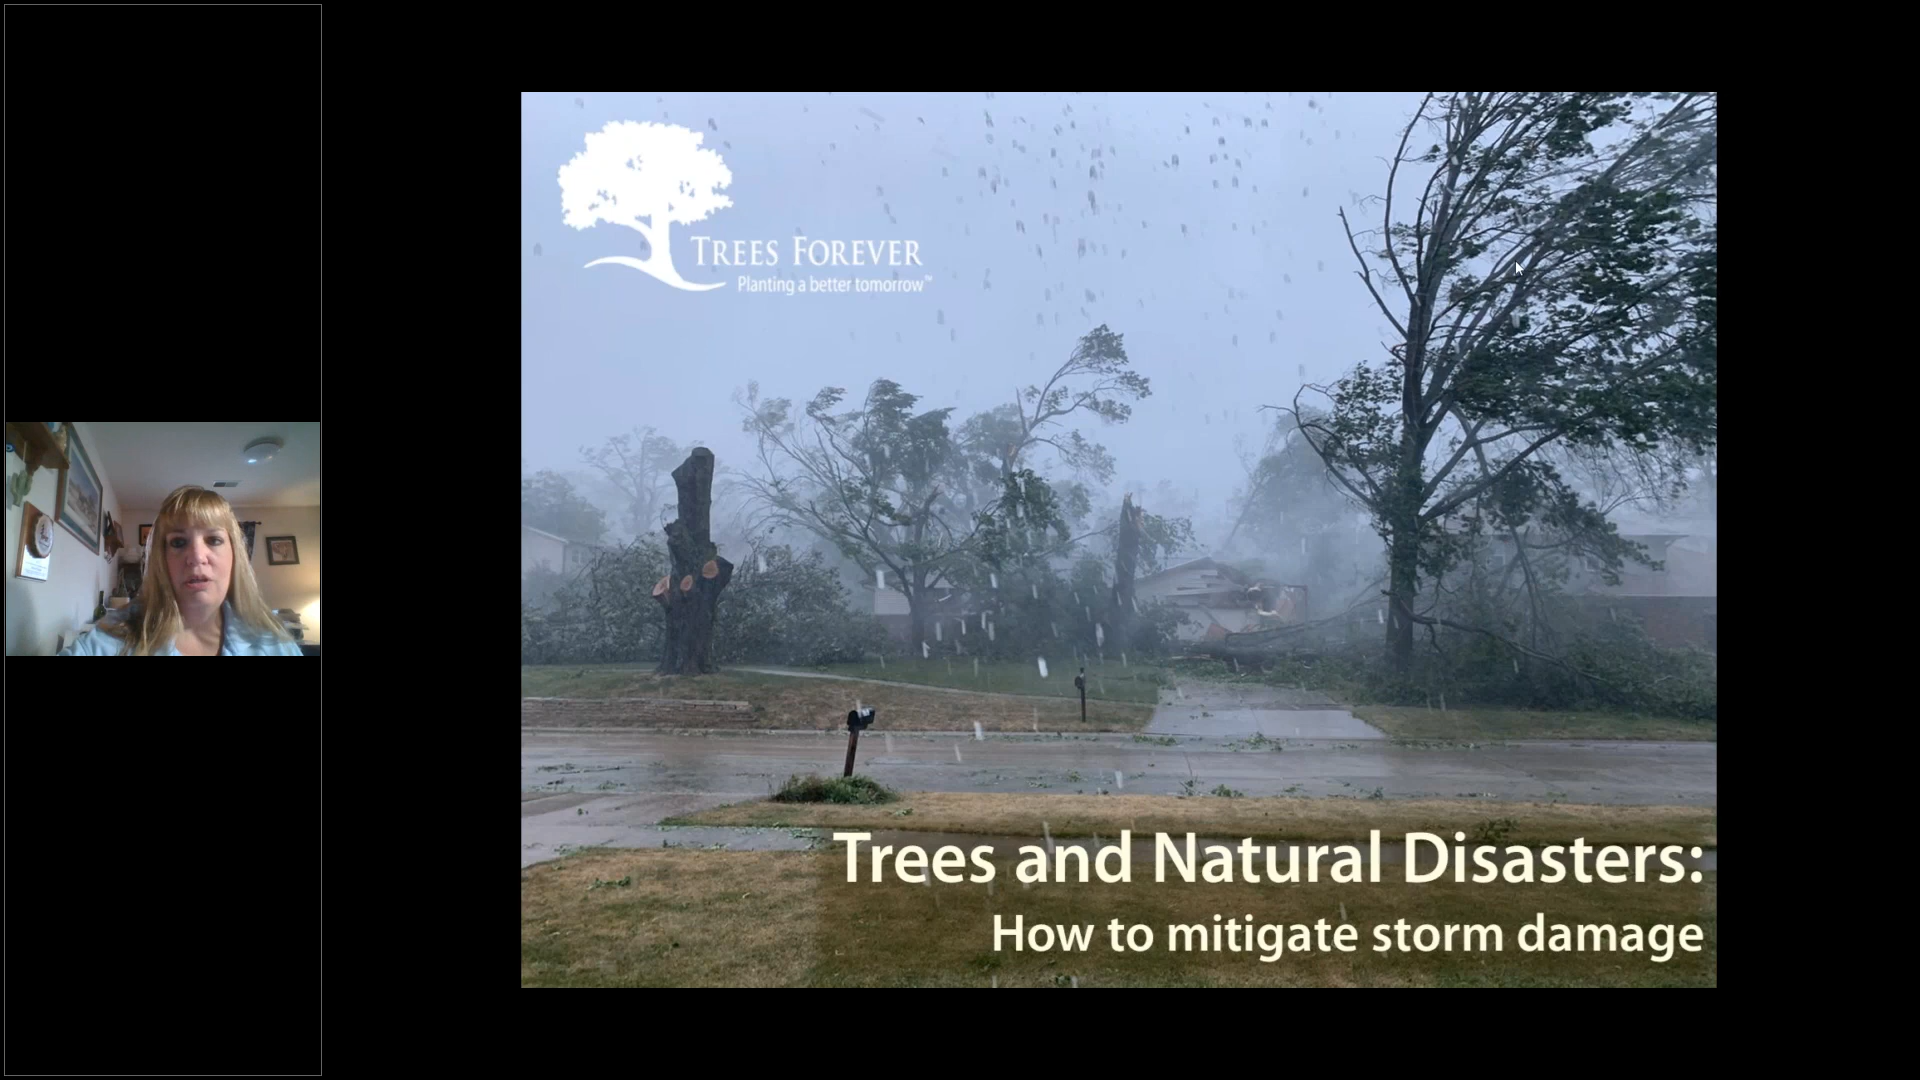 TREES FOREVER
Planting a better tomorrow™
Trees and Natural Disasters:
How to mitigate storm damage